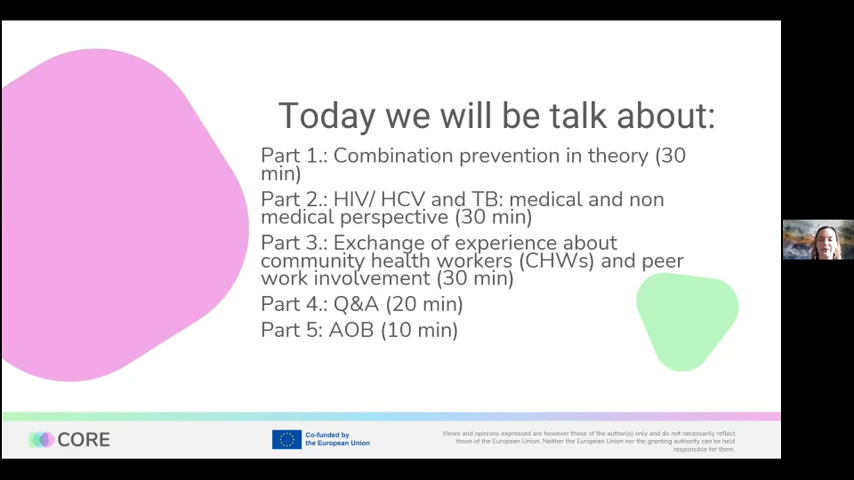 Today we will be talk about:
Part 1.: Combination prevention in theory (30
min)
Part 2.: HIV/ HCV and TB: medical and non
medical perspective (30 min)
Part 3.: Exchange of experience about
community health workers (CHWs) and peer
work involvement (30 min)
Part 4.: Q&A (20 min)
Part 5: AOB (10 min)
CORE
Co-funded by
the European Union
Views and opinions expressed are however those of the author(s) only and do not necessarily reflect
those of the European Union. Neither the European Union nor the granting authority can be held
responsible for them.